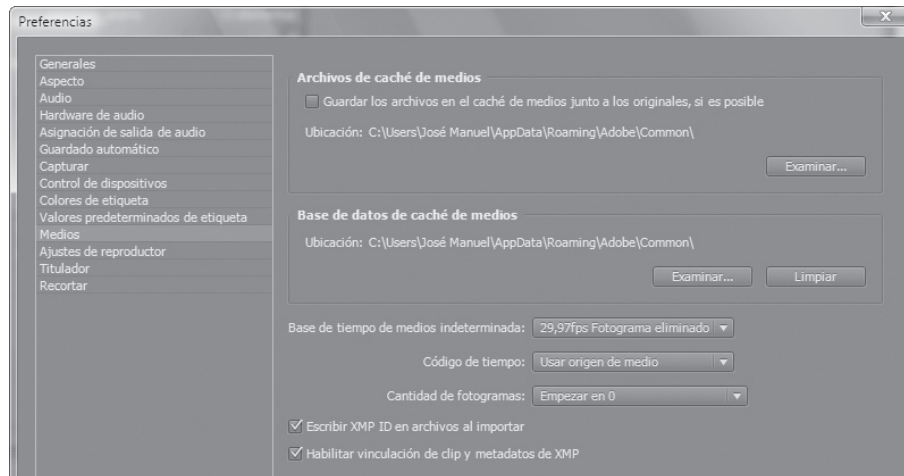 Preferencias
Generales
Aspecto
Audio
Hardware de audio
Asignación de salida de audio
Guardado automático
Capturar
Control de dispositivos
Colores de etiqueta
Valores predeterminados de etiqueta
Medios
Ajustes de reproductor
Titulador
Recortar
Archivos de caché de medios
Guardar los archivos en el caché de medios junto a los originales, si es posible
Ubicación: C:\Users\José Manuel\AppData\Roaming\Adobe\Common\
Examinar...
Base de datos de caché de medios
Ubicación: C:\Users\José Manuel\AppData\Roaming\Adobe\Common\
Examinar... Limpiar
Base de tiempo de medios indeterminada: 29,97fps Fotograma eliminado
Código de tiempo: Usar origen de medio
Cantidad de fotogramas: Empezar en 0
Escribir XMP ID en archivos al importar
Habilitar vinculación de clip y metadatos de XMP